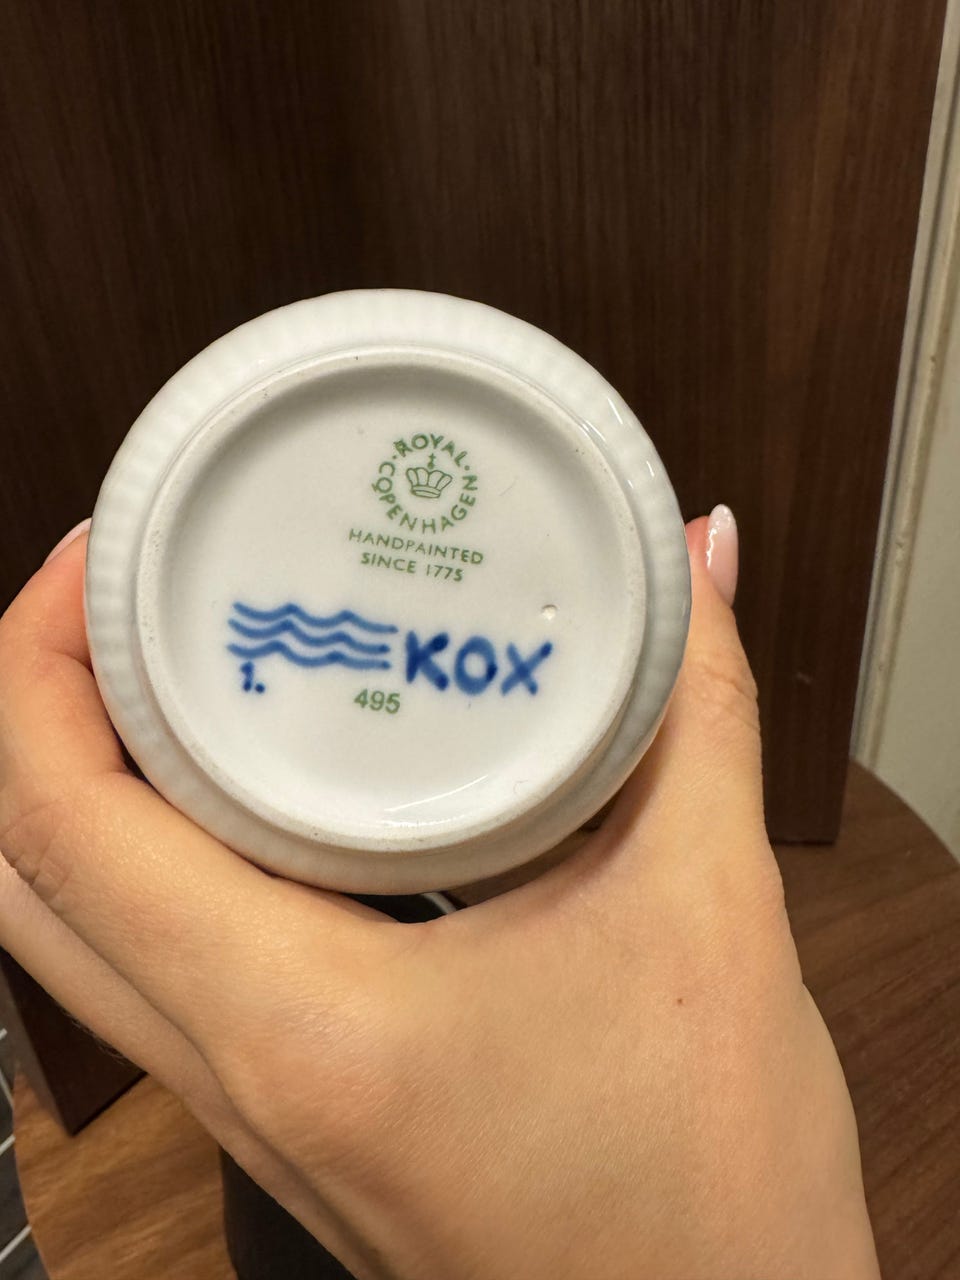 ROYAL
COPENHAGEN
HANDPAINTED
SINCE 1775
KOX
1.
495